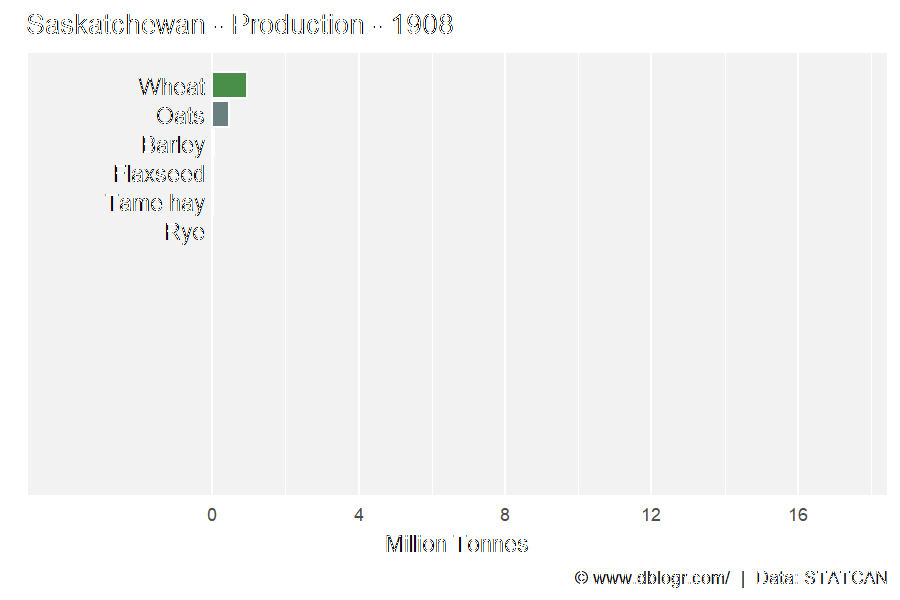 Saskatchewan - Production - 1908
Wheat
Oats
Barley
Flaxseed
Tame hay
Rye
0 4 8 12 16
Million Tonnes
© www.dblogr.com/ | Data: STATCAN